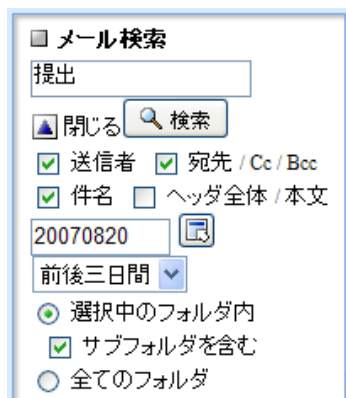 メール検索
提出
閉じる 検索
送信者 宛先 / Cc / Bcc
件名 ヘッダ全体 / 本文
20070820
前後三日間
選択中のフォルダ内
サブフォルダを含む
全てのフォルダ